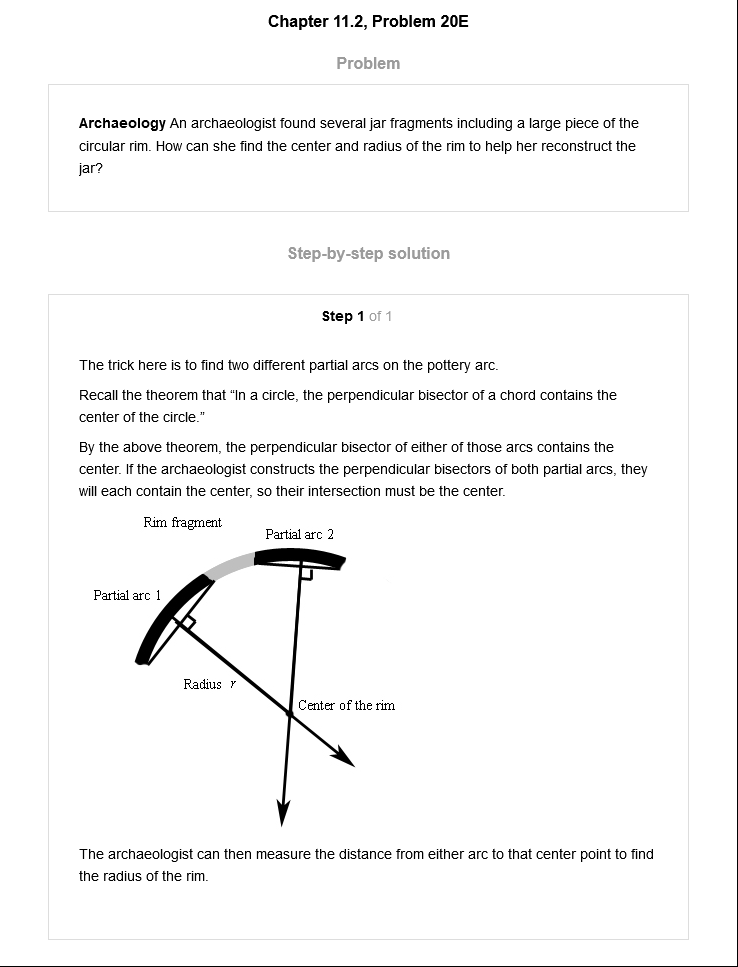 Chapter 11.2, Problem 20E
Problem
Archaeology An archaeologist found several jar fragments including a large piece of the
circular rim. How can she find the center and radius of the rim to help her reconstruct the
jar?
Step-by-step solution
Step 1 of 1
The trick here is to find two different partial arcs on the pottery arc.
Recall the theorem that “In a circle, the perpendicular bisector of a chord contains the
center of the circle.”
By the above theorem, the perpendicular bisector of either of those arcs contains the
center. If the archaeologist constructs the perpendicular bisectors of both partial arcs, they
will each contain the center, so their intersection must be the center.
Rim fragment
Partial arc 2
Partial arc 1
Radius r
Center of the rim
The archaeologist can then measure the distance from either arc to that center point to find
the radius of the rim.